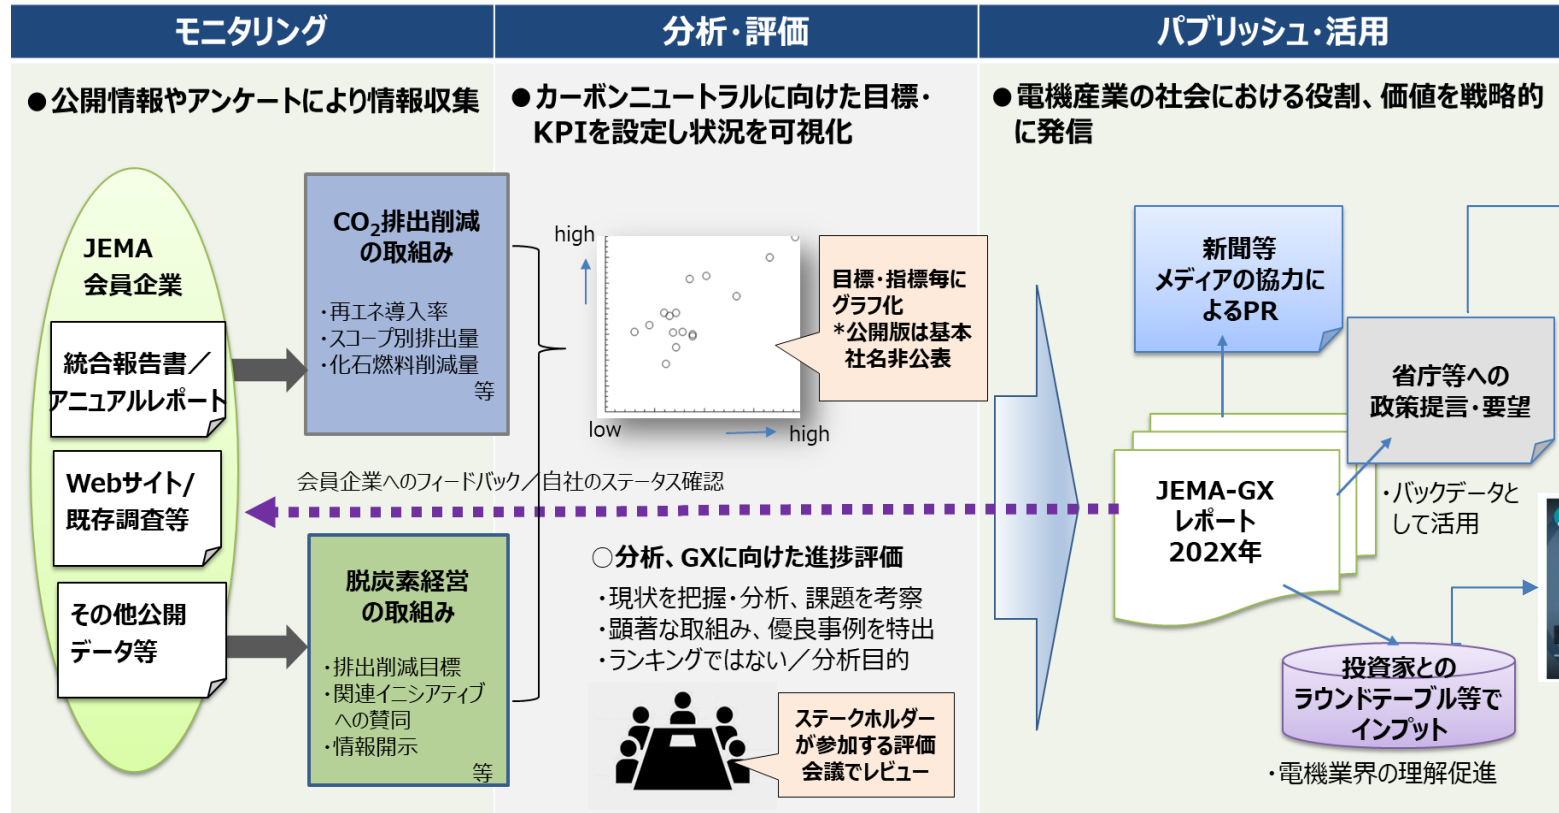 モニタリング
分析・評価
パブリッシュ・活用
●公開情報やアンケートにより情報収集
●カーボンニュートラルに向けた目標・
KPIを設定し状況を可視化
●電機産業の社会における役割、価値を戦略的
に発信
JEMA
会員企業
統合報告書／
アニュアルレポート
Webサイト/
既存調査等
その他公開
データ等
CO₂排出削減
の取組み
・再エネ導入率
・スコープ別排出量
・化石燃料削減量
等
脱炭素経営
の取組み
・排出削減目標
・関連イニシアティブ
への賛同
・情報開示
等
high
low
high
目標・指標毎に
グラフ化
*公開版は基本
社名非公表
会員企業へのフィードバック／自社のステータス確認
○分析、GXに向けた進捗評価
・現状を把握・分析、課題を考察
・顕著な取組み、優良事例を特出
・ランキングではない／分析目的
ステークホルダー
が参加する評価
会議でレビュー
新聞等
メディアの協力に
よるPR
省庁等への
政策提言・要望
・バックデータと
して活用
JEMA-GX
レポート
202X年
投資家との
ラウンドテーブル等で
インプット
・電機業界の理解促進